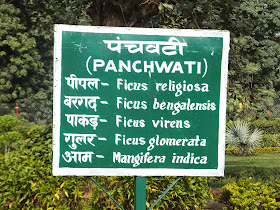 पंचवटी
(PANCHWATI)
पीपल– Ficus religiosa
बरगद– Ficus bengalensis
पाकड़– Ficus virens
गुलर– Ficus glomerata
आम– Mangifera indica